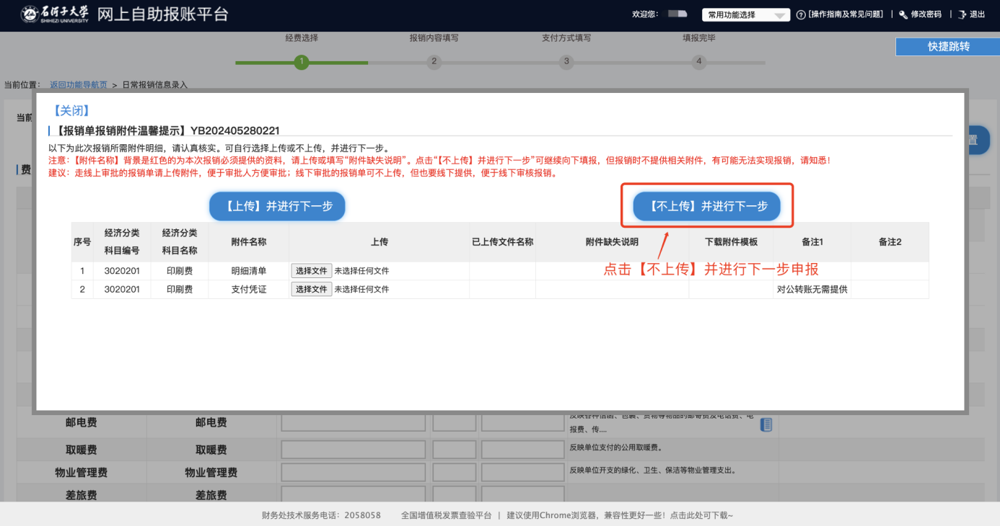 石河子大学 SHIHEZI UNIVERSITY 网上自助报账平台 欢迎您: 常用功能选择 [操作指南及常见问题] | 修改密码 | 退出
经费选择 报销内容填写 支付方式填写 填报完毕
快捷跳转
1 2 3 4
当前位置: 返回功能导航页 > 日常报销信息录入
【关闭】
当前
【报销单报销附件温馨提示】YB202405280221
置
以下为此次报销所需附件明细，请认真核实。可自行选择上传或不上传，并进行下一步。
注意：【附件名称】背景是红色的为本次报销必须提供的资料，请上传或填写“附件缺失说明”。点击“【不上传】并进行下一步”可继续向下填报，但报销时不提供相关附件，有可能无法实现报销，请知悉！
费
建议：走线上审批的报销单请上传附件，便于审批人方便审批；线下审批的报销单可不上传，但也要线下提供，便于线下审核报销。
【上传】并进行下一步 【不上传】并进行下一步
序号 经济分类科目编号 经济分类科目名称 附件名称 上传 已上传文件名称 附件缺失说明 下载附件模板 备注1 备注2
点击【不上传】并进行下一步申报
1 3020201 印刷费 明细清单 选择文件 未选择任何文件
2 3020201 印刷费 支付凭证 选择文件 未选择任何文件 对公转账无需提供
邮电费 邮电费 反映各种信函、包裹、货物等物品的邮寄费及电话费、电
报费、传....
取暖费 取暖费 反映单位支付的公用取暖费。
物业管理费 物业管理费 反映单位开支的绿化、卫生、保洁等物业管理支出。
差旅费 差旅费
财务处技术服务电话：2058058 全国增值税发票查验平台 | 建议使用Chrome浏览器，兼容性更好一些！点击此处可下载~